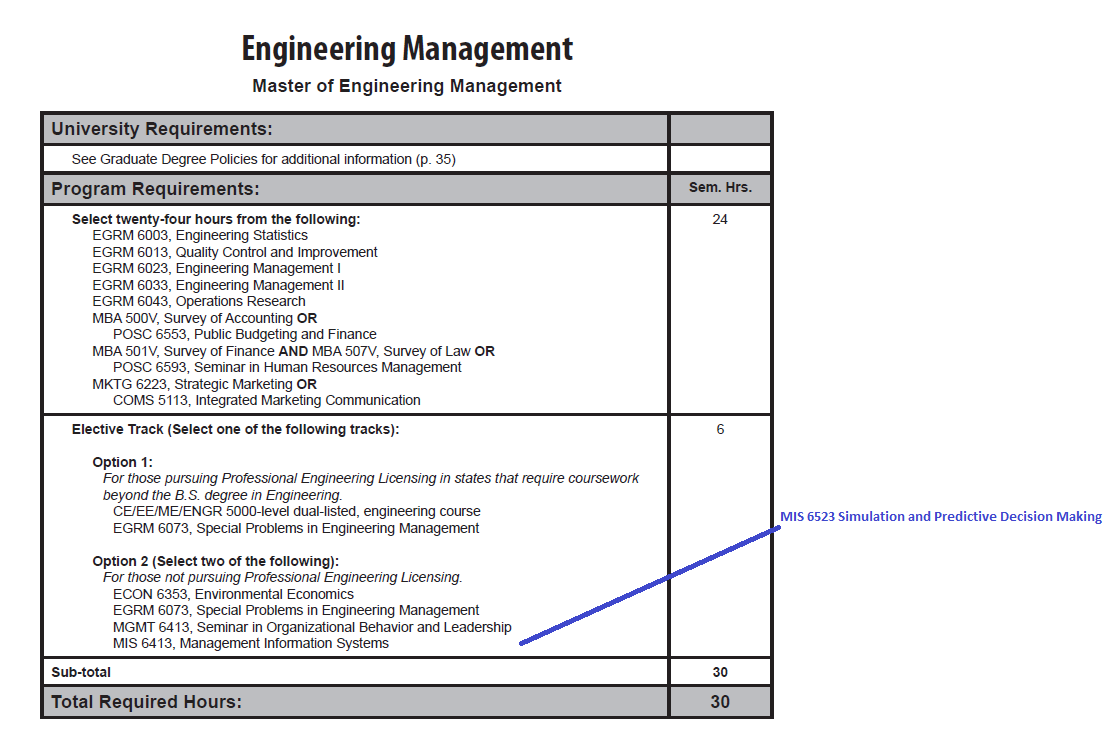 Engineering Management
Master of Engineering Management
University Requirements:
See Graduate Degree Policies for additional information (p. 35)
Program Requirements: Sem. Hrs.
Select twenty-four hours from the following: 24
EGRM 6003, Engineering Statistics
EGRM 6013, Quality Control and Improvement
EGRM 6023, Engineering Management I
EGRM 6033, Engineering Management II
EGRM 6043, Operations Research
MBA 500V, Survey of Accounting OR
POSC 6553, Public Budgeting and Finance
MBA 501V, Survey of Finance AND MBA 507V, Survey of Law OR
POSC 6593, Seminar in Human Resources Management
MKTG 6223, Strategic Marketing OR
COMS 5113, Integrated Marketing Communication
Elective Track (Select one of the following tracks): 6
Option 1:
For those pursuing Professional Engineering Licensing in states that require coursework
beyond the B.S. degree in Engineering.
CE/EE/ME/ENGR 5000-level dual-listed, engineering course
EGRM 6073, Special Problems in Engineering Management
MIS 6523 Simulation and Predictive Decision Making
Option 2 (Select two of the following):
For those not pursuing Professional Engineering Licensing.
ECON 6353, Environmental Economics
EGRM 6073, Special Problems in Engineering Management
MGMT 6413, Seminar in Organizational Behavior and Leadership
MIS 6413, Management Information Systems
Sub-total 30
Total Required Hours: 30